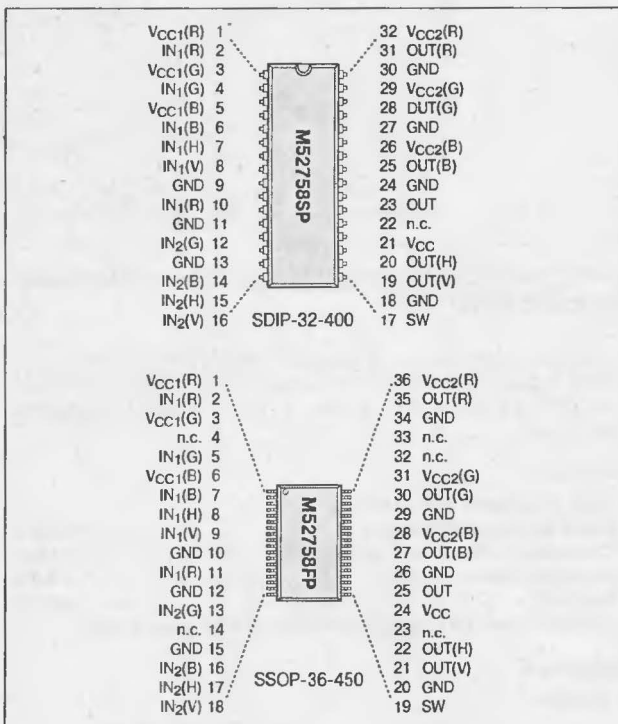 VCC1(R) 1
IN1(R) 2
VCC1(G) 3
IN1(G) 4
VCC1(B) 5
IN1(B) 6
IN1(H) 7
IN1(V) 8
GND 9
IN1(R) 10
GND 11
IN2(G) 12
GND 13
IN2(B) 14
IN2(H) 15
IN2(V) 16
M52758SP
SDIP-32-400
32 VCC2(R)
31 OUT(R)
30 GND
29 VCC2(G)
28 DUT(G)
27 GND
26 VCC2(B)
25 OUT(B)
24 GND
23 OUT
22 n.c.
21 VCC
20 OUT(H)
19 OUT(V)
18 GND
17 SW
VCC1(R) 1
IN1(R) 2
VCC1(G) 3
n.c. 4
IN1(G) 5
VCC1(B) 6
IN1(B) 7
IN1(H) 8
IN1(V) 9
GND 10
IN1(R) 11
GND 12
IN2(G) 13
n.c. 14
GND 15
IN2(B) 16
IN2(H) 17
IN2(V) 18
M52758FP
SSOP-36-450
36 VCC2(R)
35 OUT(R)
34 GND
33 n.c.
32 n.c.
31 VCC2(G)
30 OUT(G)
29 GND
28 VCC2(B)
27 OUT(B)
26 GND
25 OUT
24 VCC
23 n.c.
22 OUT(H)
21 OUT(V)
20 GND
19 SW